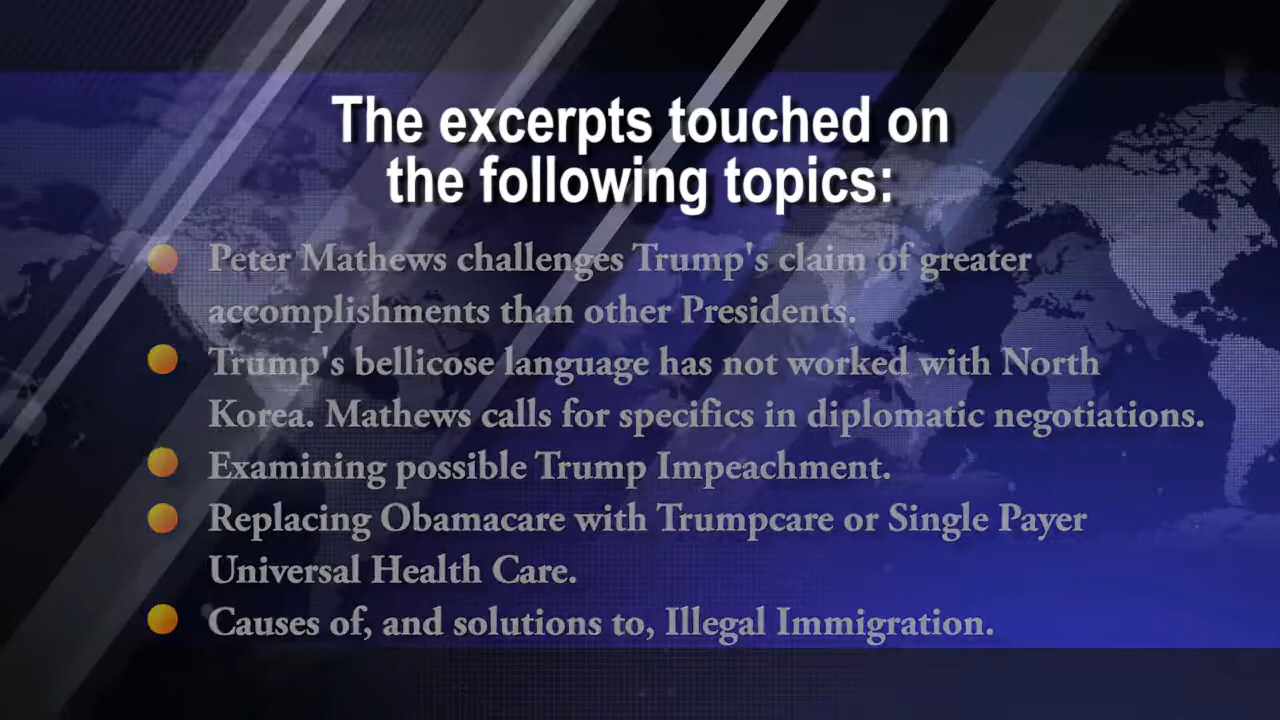 The excerpts touched on
the following topics:
Peter Mathews challenges Trump's claim of greater
accomplishments than other Presidents.
Trump's bellicose language has not worked with North
Korea. Mathews calls for specifics in diplomatic negotiations.
Examining possible Trump Impeachment.
Replacing Obamacare with Trumpcare or Single Payer
Universal Health Care.
Causes of, and solutions to, Illegal Immigration.